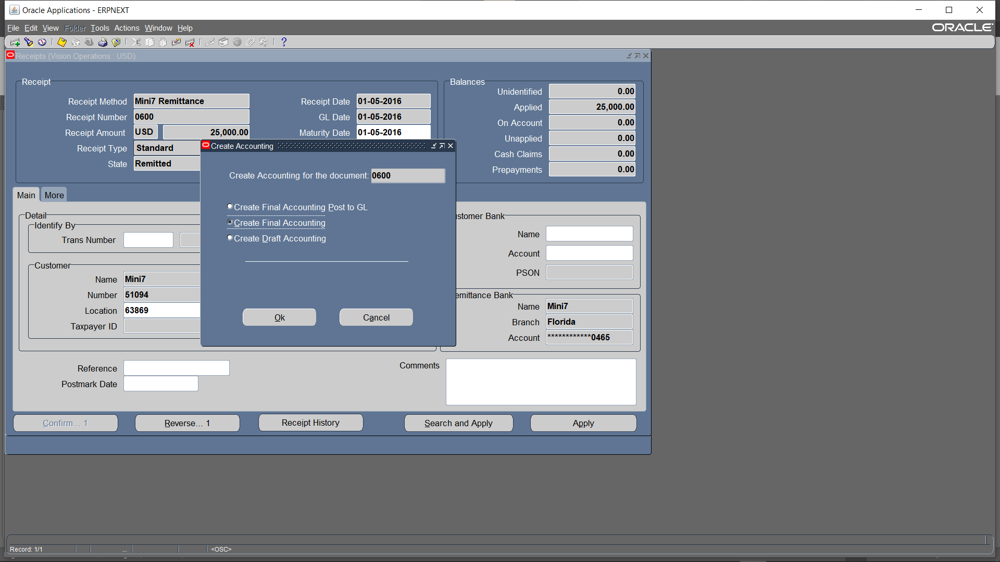 Oracle Applications - ERPNEXT
File Edit View Folder Tools Actions Window Help
ORACLE
Receipts (Vision Operations : USD)
Receipt
Receipt Method Mini7 Remittance
Receipt Number 0600
Receipt Amount USD 25,000.00
Receipt Type Standard
State Remitted
Receipt Date 01-05-2016
GL Date 01-05-2016
Maturity Date 01-05-2016
Balances
Unidentified 0.00
Applied 25,000.00
On Account 0.00
Unapplied 0.00
Cash Claims 0.00
Prepayments 0.00
Create Accounting
Create Accounting for the document: 0600
Create Final Accounting Post to GL
Create Final Accounting
Create Draft Accounting
Ok Cancel
Main More
Detail
Identify By
Trans Number
Customer
Name Mini7
Number 51094
Location 63869
Taxpayer ID
ustomer Bank
Name
Account
PSON
emittance Bank
Name Mini7
Branch Florida
Account ************0465
Reference
Postmark Date
Comments
Confirm... 1 Reverse... 1 Receipt History Search and Apply Apply
Record: 1/1 ... <OSC>